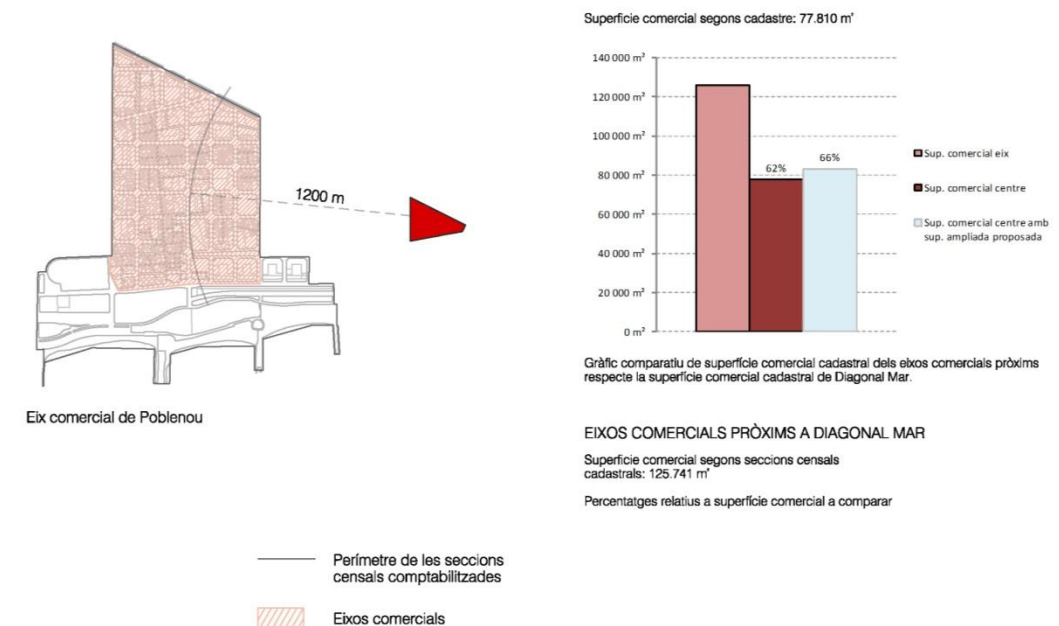 1200 m
Eix comercial de Poblenou
Perímetre de les seccions
censals comptabilitzades
Eixos comercials
Superficie comercial segons cadastre: 77.810 m²
140 000 m²
120 000 m²
100 000 m²
80 000 m²
60 000 m²
40 000 m²
20 000 m²
0 m²
62%
66%
Sup. comercial eix
Sup. comercial centre
Sup. comercial centre amb
sup. ampliada proposada
Gràfic comparatiu de superfície comercial cadastral dels eixos comercials pròxims
respecte la superfície comercial cadastral de Diagonal Mar.
EIXOS COMERCIALS PRÒXIMS A DIAGONAL MAR
Superficie comercial segons seccions censals
cadastrals: 125.741 m²
Percentatges relatius a superfície comercial a comparar